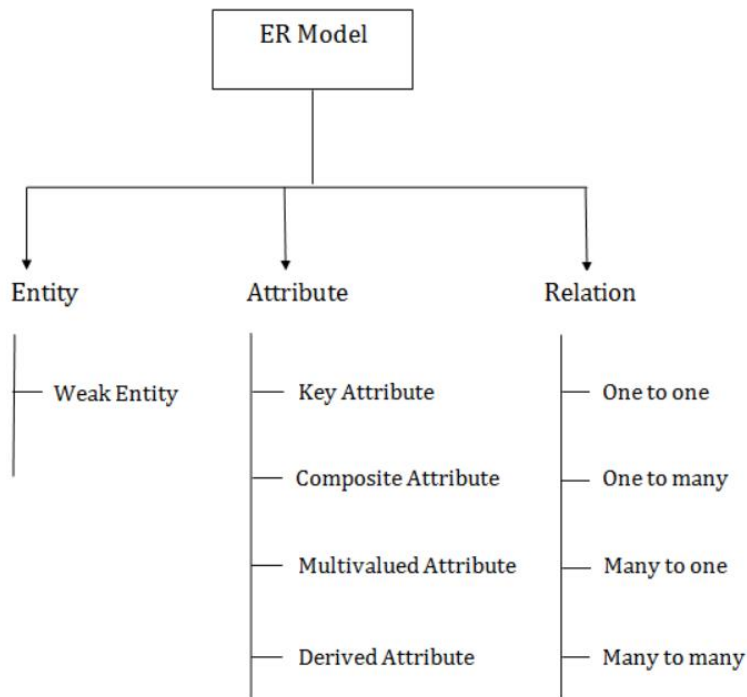 ER Model
Entity
Attribute
Relation
Weak Entity
Key Attribute
One to one
Composite Attribute
One to many
Multivalued Attribute
Many to one
Derived Attribute
Many to many